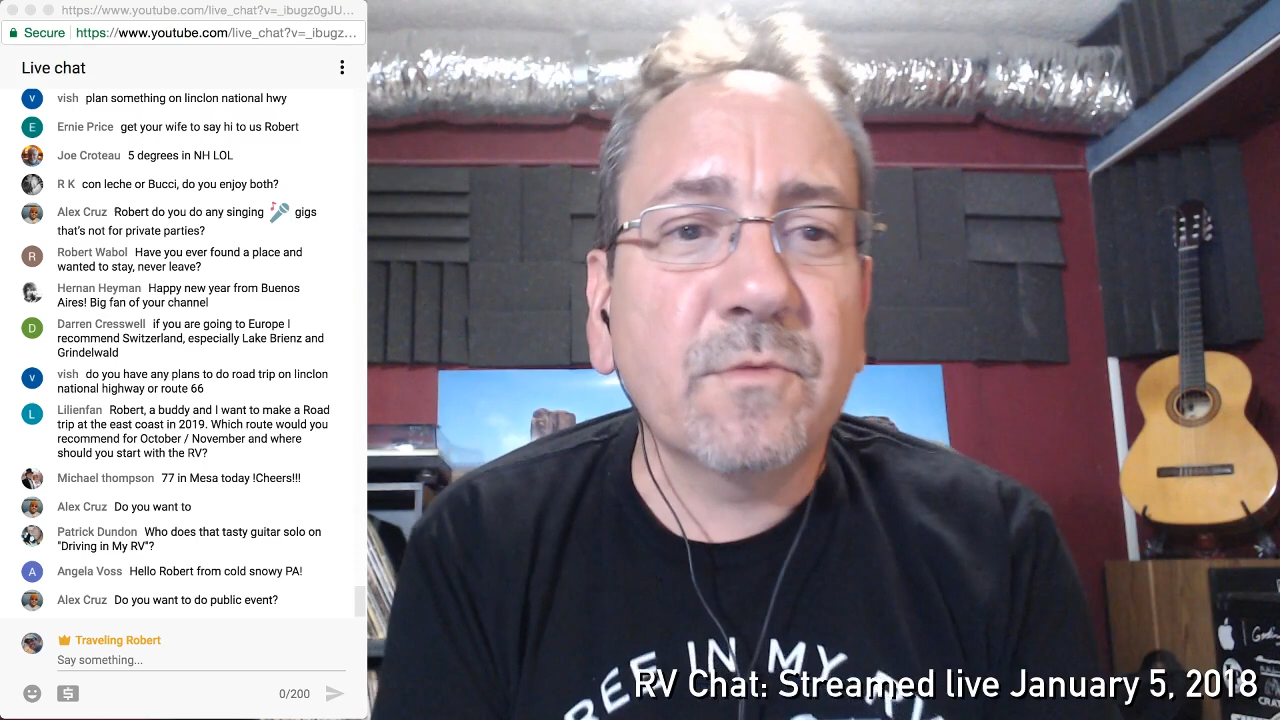 https://www.youtube.com/live_chat?v=_ibugz0gJU...
Secure https://www.youtube.com/live_chat?v=_ibugz...
Live chat
vish plan something on linclon national hwy
Ernie Price get your wife to say hi to us Robert
Joe Croteau 5 degrees in NH LOL
R K con leche or Bucci, do you enjoy both?
Alex Cruz Robert do you do any singing 🎤 gigs
that's not for private parties?
Robert Wabol Have you ever found a place and
wanted to stay, never leave?
Hernan Heyman Happy new year from Buenos
Aires! Big fan of your channel
Darren Cresswell if you are going to Europe I
recommend Switzerland, especially Lake Brienz and
Grindelwald
vish do you have any plans to do road trip on linclon
national highway or route 66
Lilienfan Robert, a buddy and I want to make a Road
trip at the east coast in 2019. Which route would you
recommend for October / November and where
should you start with the RV?
Michael thompson 77 in Mesa today !Cheers!!!
Alex Cruz Do you want to
Patrick Dundon Who does that tasty guitar solo on
"Driving in My RV"?
Angela Voss Hello Robert from cold snowy PA!
Alex Cruz Do you want to do public event?
Traveling Robert
Say something...
0/200
IN MY
RV Chat: Streamed live January 5, 2018